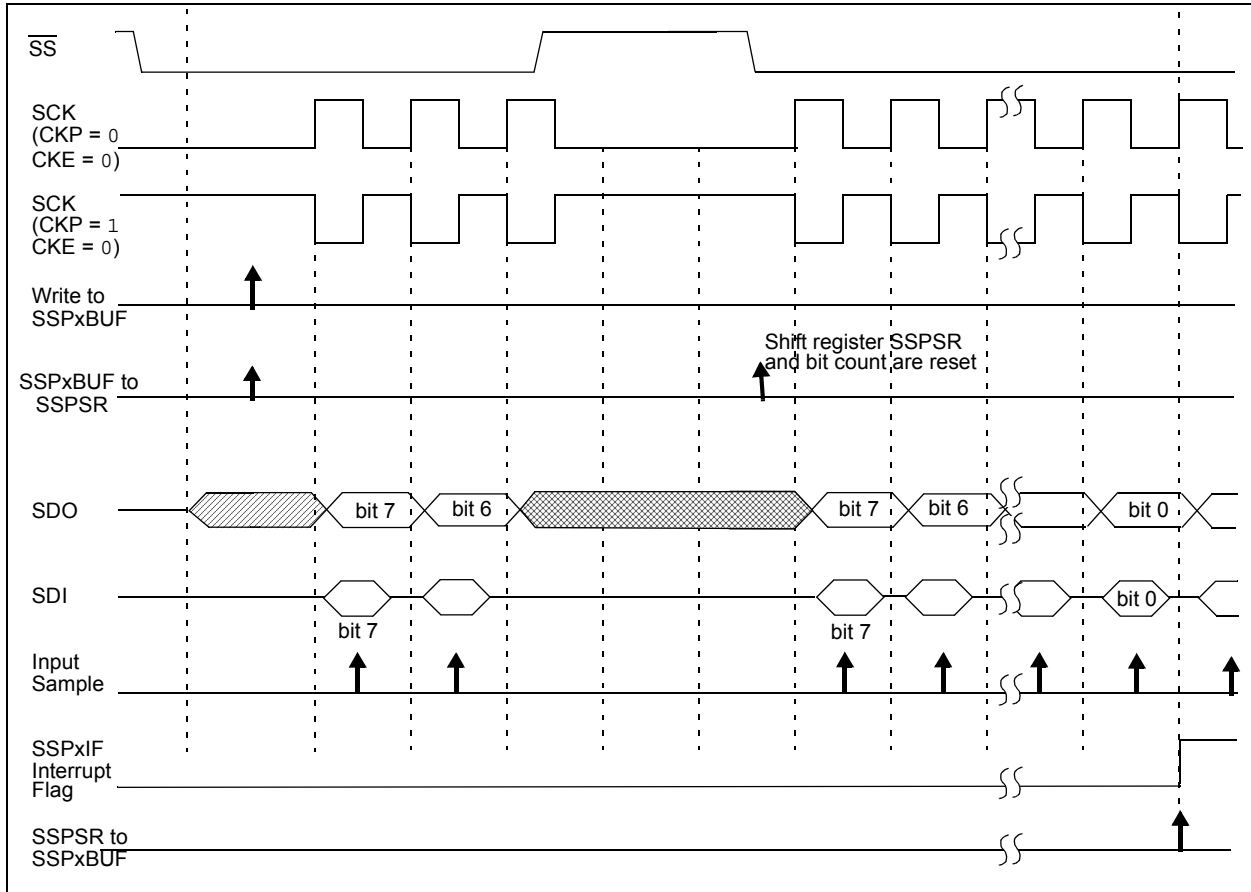 SS
SCK
(CKP = 0
CKE = 0)
SCK
(CKP = 1
CKE = 0)
Write to
SSPxBUF
Shift register SSPSR
and bit count are reset
SSPxBUF to
SSPSR
SDO
bit 7
bit 6
bit 7
bit 6
bit 0
SDI
bit 0
bit 7
bit 7
Input
Sample
SSPxIF
Interrupt
Flag
SSPSR to
SSPxBUF